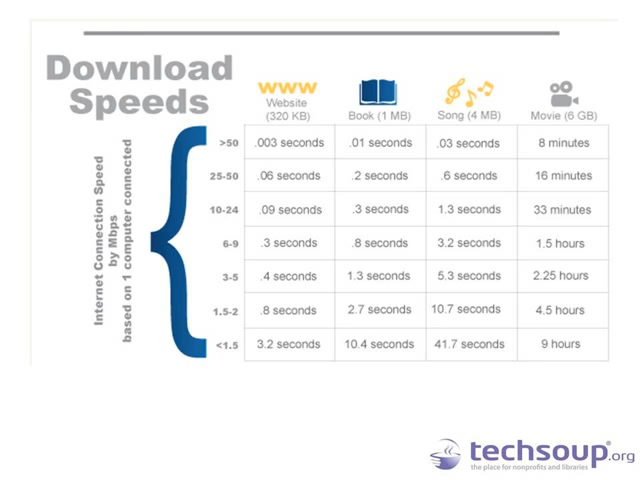 Download
Speeds
www
Website
(320 KB)
Book (1 MB)
Song (4 MB)
Movie (6 GB)
Internet Connection Speed
by Mbps
based on 1 computer connected
>50 .003 seconds .01 seconds .03 seconds 8 minutes
25-50 .06 seconds .2 seconds .6 seconds 16 minutes
10-24 .09 seconds .3 seconds 1.3 seconds 33 minutes
6-9 .3 seconds .8 seconds 3.2 seconds 1.5 hours
3-5 .4 seconds 1.3 seconds 5.3 seconds 2.25 hours
1.5-2 .8 seconds 2.7 seconds 10.7 seconds 4.5 hours
<1.5 3.2 seconds 10.4 seconds 41.7 seconds 9 hours
techsoup®.org
the place for nonprofits and libraries